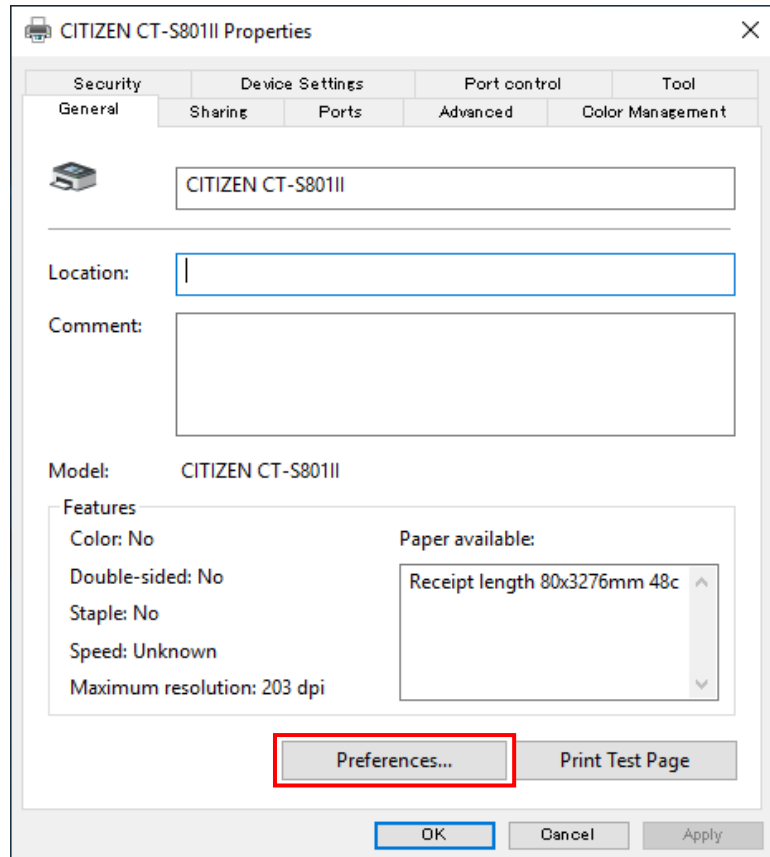 CITIZEN CT-S801II Properties
Security Device Settings Port control Tool
General Sharing Ports Advanced Color Management
CITIZEN CT-S801II
Location:
Comment:
Model: CITIZEN CT-S801II
Features
Color: No Paper available:
Double-sided: No Receipt length 80x3276mm 48c
Staple: No
Speed: Unknown
Maximum resolution: 203 dpi
Preferences... Print Test Page
OK Cancel Apply